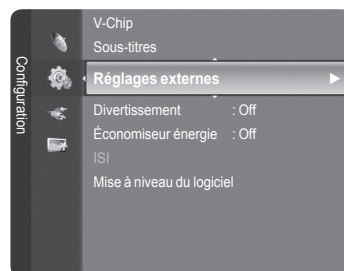 Configuration
V-Chip
Sous-titres
Réglages externes
Divertissement : Off
Économiseur énergie : Off
ISI
Mise à niveau du logiciel